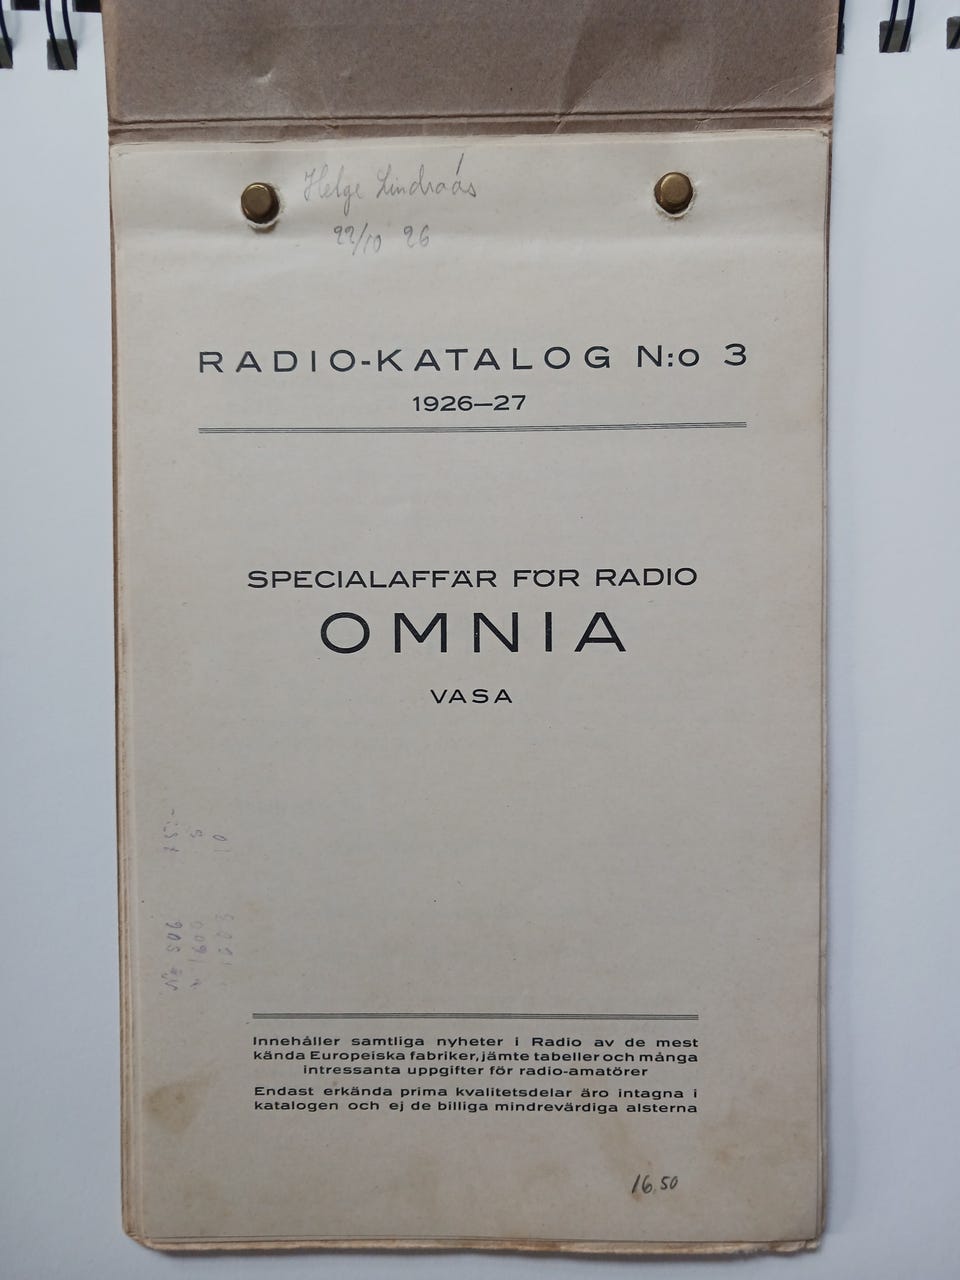 Helge Lindraås
22/10 26
RADIO-KATALOG N:o 3
1926—27
SPECIALAFFÄR FÖR RADIO
OMNIA
VASA
Innehåller samtliga nyheter i Radio av de mest
kända Europeiska fabriker, jämte tabeller och många
intressanta uppgifter för radio-amatörer
Endast erkända prima kvalitetsdelar äro intagna i
katalogen och ej de billiga mindrevärdiga alsterna
16.50